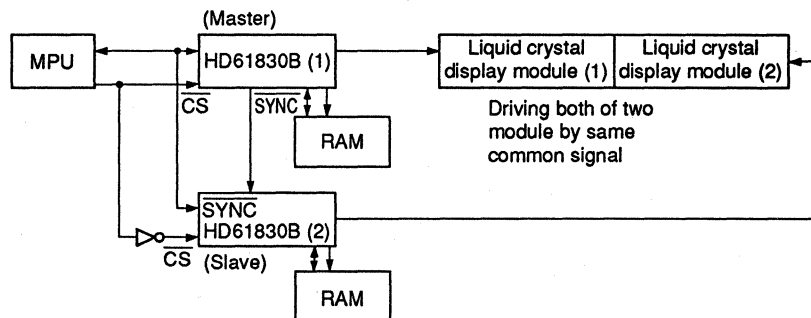 (Master)
MPU
HD61830B (1)
CS
SYNC
RAM
Liquid crystal
display module (1)
Liquid crystal
display module (2)
Driving both of two
module by same
common signal
SYNC
HD61830B (2)
CS
(Slave)
RAM